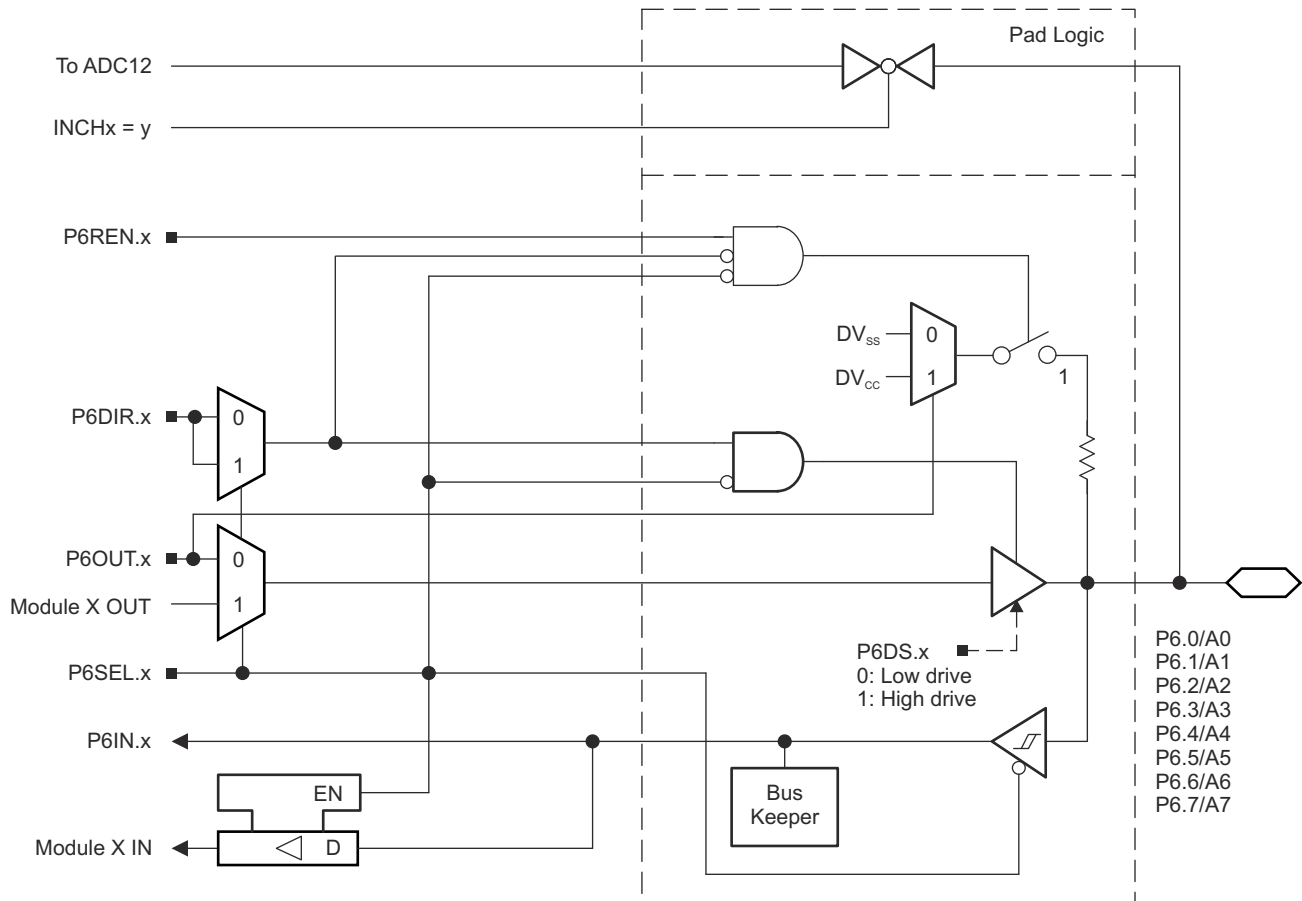 Pad Logic
To ADC12
INCHx = y
P6REN.x
DVSS
0
DVCC
1
1
P6DIR.x
0
1
P6OUT.x
0
Module X OUT
1
P6SEL.x
P6DS.x
0: Low drive
1: High drive
P6.0/A0
P6.1/A1
P6.2/A2
P6.3/A3
P6.4/A4
P6.5/A5
P6.6/A6
P6.7/A7
P6IN.x
Bus
Keeper
EN
Module X IN
D